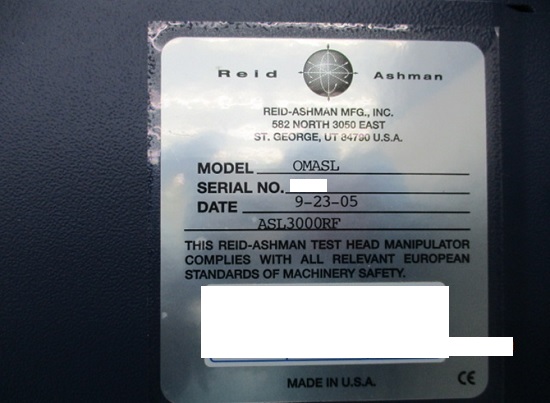 Reid Ashman
REID-ASHMAN MFG., INC.
582 NORTH 3050 EAST
ST. GEORGE, UT 84790 U.S.A.
MODEL OMASL
SERIAL NO.
DATE 9-23-05
ASL3000RF
THIS REID-ASHMAN TEST HEAD MANIPULATOR
COMPLIES WITH ALL RELEVANT EUROPEAN
STANDARDS OF MACHINERY SAFETY.
MADE IN U.S.A. CE